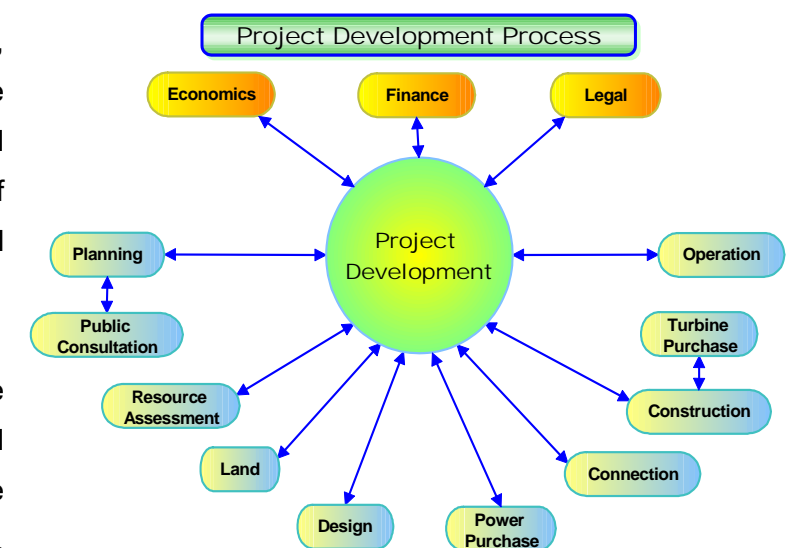 Project Development Process
Economics
Finance
Legal
Project
Development
Planning
Operation
Public
Consultation
Turbine
Purchase
Resource
Assessment
Construction
Land
Connection
Design
Power
Purchase